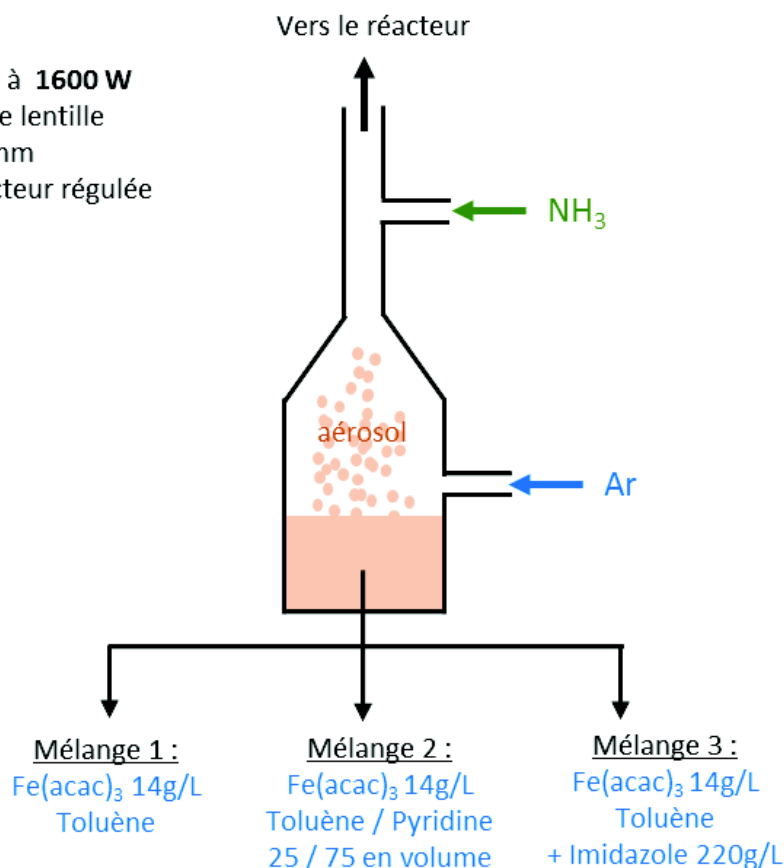 Vers le réacteur
à 1600 W
e lentille
cteur régulée
NH₃
aérosol
Ar
Mélange 1 :
Fe(acac)₃ 14g/L
Toluène
Mélange 2 :
Fe(acac)₃ 14g/L
Toluène / Pyridine
25 / 75 en volume
Mélange 3 :
Fe(acac)₃ 14g/L
Toluène
+ Imidazole 220g/L